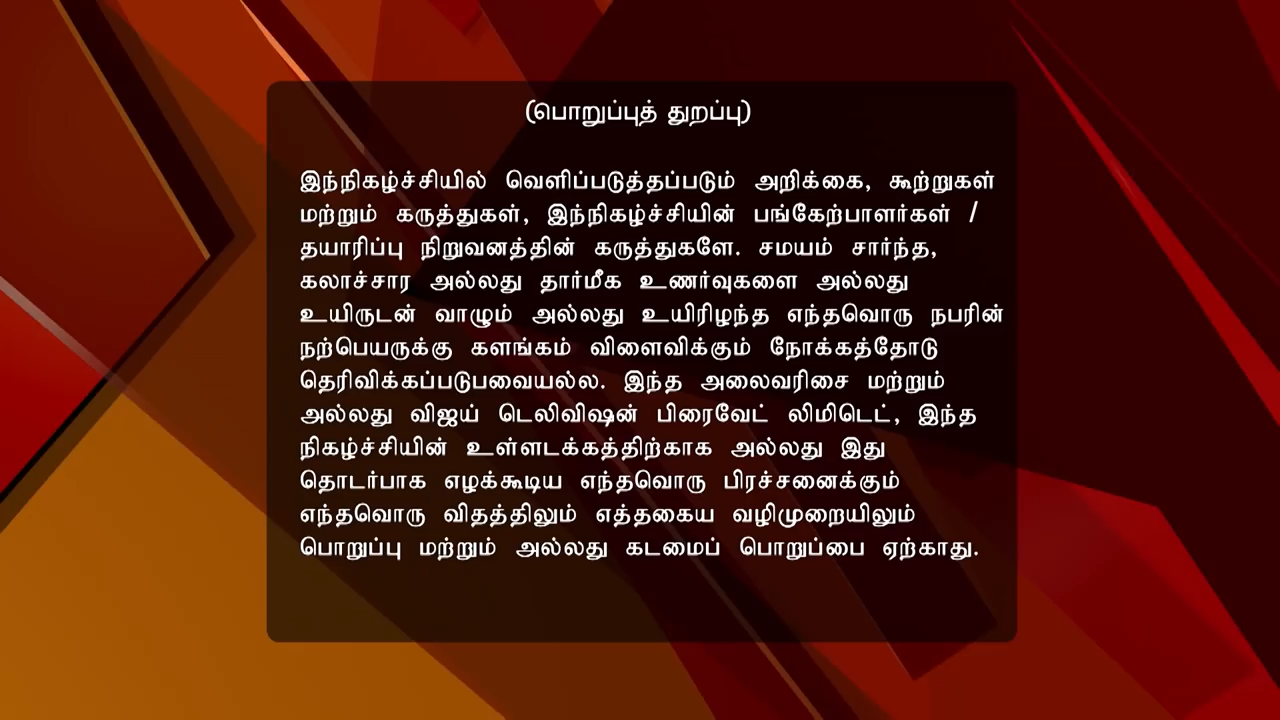 (பொறுப்புத் துறப்பு)
இந்நிகழ்ச்சியில் வெளிப்படுத்தப்படும் அறிக்கை, கூற்றுகள்
மற்றும் கருத்துகள், இந்நிகழ்ச்சியின் பங்கேற்பாளர்கள் /
தயாரிப்பு நிறுவனத்தின் கருத்துகளே. சமயம் சார்ந்த,
கலாச்சார அல்லது தார்மீக உணர்வுகளை அல்லது
உயிருடன் வாழும் அல்லது உயிரிழந்த எந்தவொரு நபரின்
நற்பெயருக்கு களங்கம் விளைவிக்கும் நோக்கத்தோடு
தெரிவிக்கப்படுபவையல்ல. இந்த அலைவரிசை மற்றும்
அல்லது விஜய் டெலிவிஷன் பிரைவேட் லிமிடெட், இந்த
நிகழ்ச்சியின் உள்ளடக்கத்திற்காக அல்லது இது
தொடர்பாக எழக்கூடிய எந்தவொரு பிரச்சனைக்கும்
எந்தவொரு விதத்திலும் எத்தகைய வழிமுறையிலும்
பொறுப்பு மற்றும் அல்லது கடமைப் பொறுப்பை ஏற்காது.